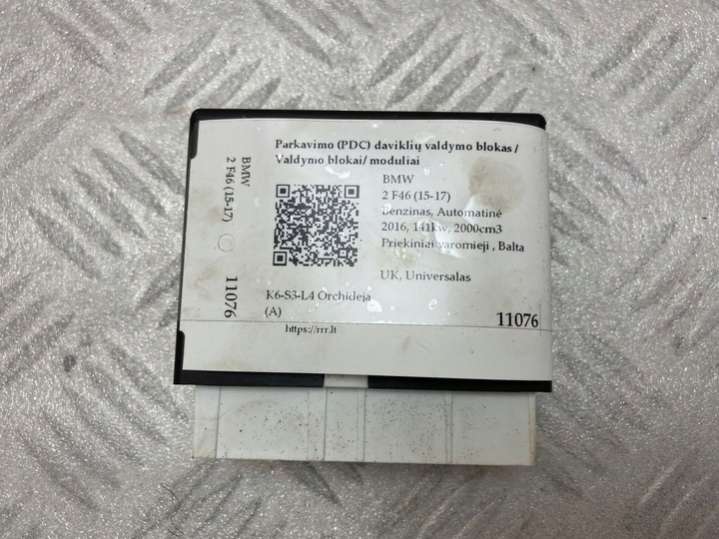 Parkavimo (PDC) daviklių valdymo blokas /
Valdymo blokai/ moduliai
BMW
2 F46 (15-17)
Benzinas, Automatinė
2016, 141kw, 2000cm3
Priekiniai varomieji , Balta
UK, Universalas
K6-S3-L4 Orchideja
(A)
11076
https://rrr.lt
BMW
2 F46 (15-17)
11076